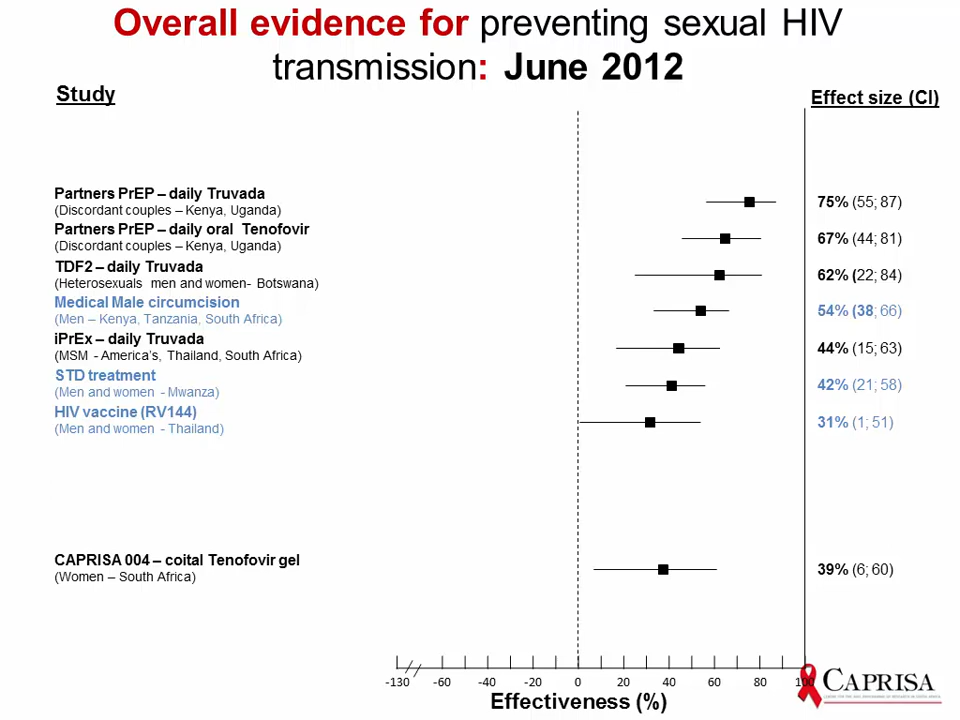 Overall evidence for preventing sexual HIV
transmission: June 2012
Study
Effect size (CI)
Partners PrEP – daily Truvada
(Discordant couples – Kenya, Uganda)
75% (55; 87)
Partners PrEP – daily oral Tenofovir
(Discordant couples – Kenya, Uganda)
67% (44; 81)
TDF2 – daily Truvada
(Heterosexuals men and women- Botswana)
62% (22; 84)
Medical Male circumcision
(Men – Kenya, Tanzania, South Africa)
54% (38; 66)
iPrEx – daily Truvada
(MSM - America's, Thailand, South Africa)
44% (15; 63)
STD treatment
(Men and women - Mwanza)
42% (21; 58)
HIV vaccine (RV144)
(Men and women - Thailand)
31% (1; 51)
CAPRISA 004 – coital Tenofovir gel
(Women – South Africa)
39% (6; 60)
-130 -60 -40 -20 0 20 40 60 80 100
Effectiveness (%)
CAPRISA